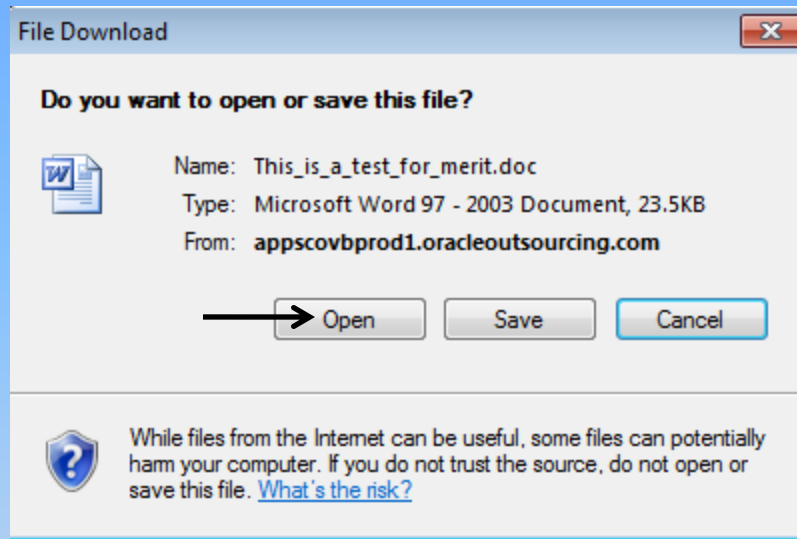 File Download
Do you want to open or save this file?
Name: This_is_a_test_for_merit.doc
Type: Microsoft Word 97 - 2003 Document, 23.5KB
From: appscovbprod1.oracleoutsourcing.com
Open Save Cancel
While files from the Internet can be useful, some files can potentially
harm your computer. If you do not trust the source, do not open or
save this file. What's the risk?